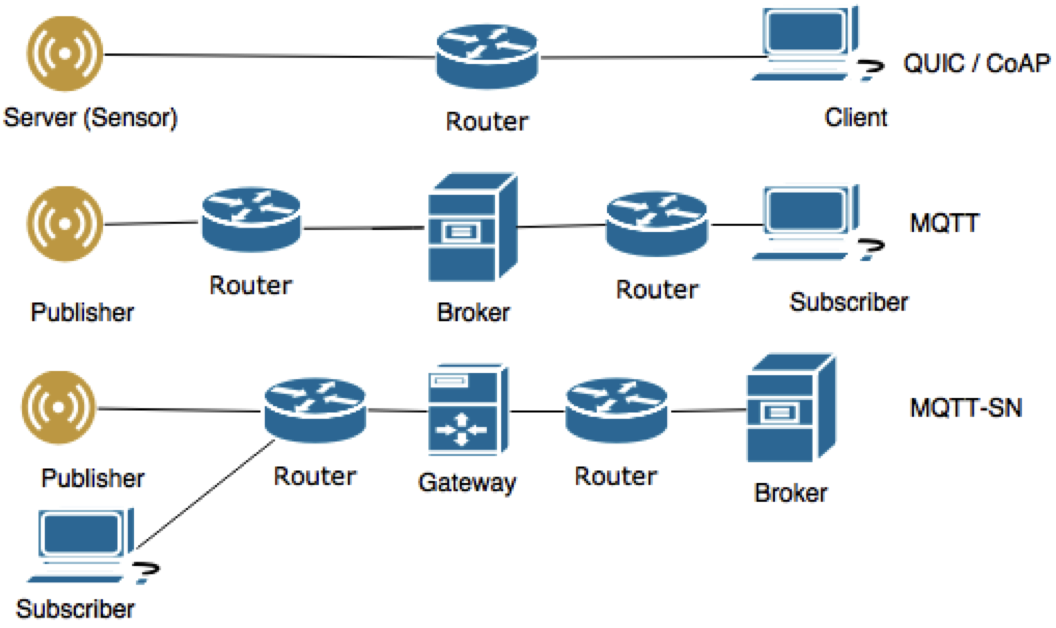 QUIC / CoAP
Server (Sensor)
Router
Client
MQTT
Router
Router
Publisher
Broker
Subscriber
MQTT-SN
Publisher
Router
Gateway
Router
Broker
Subscriber